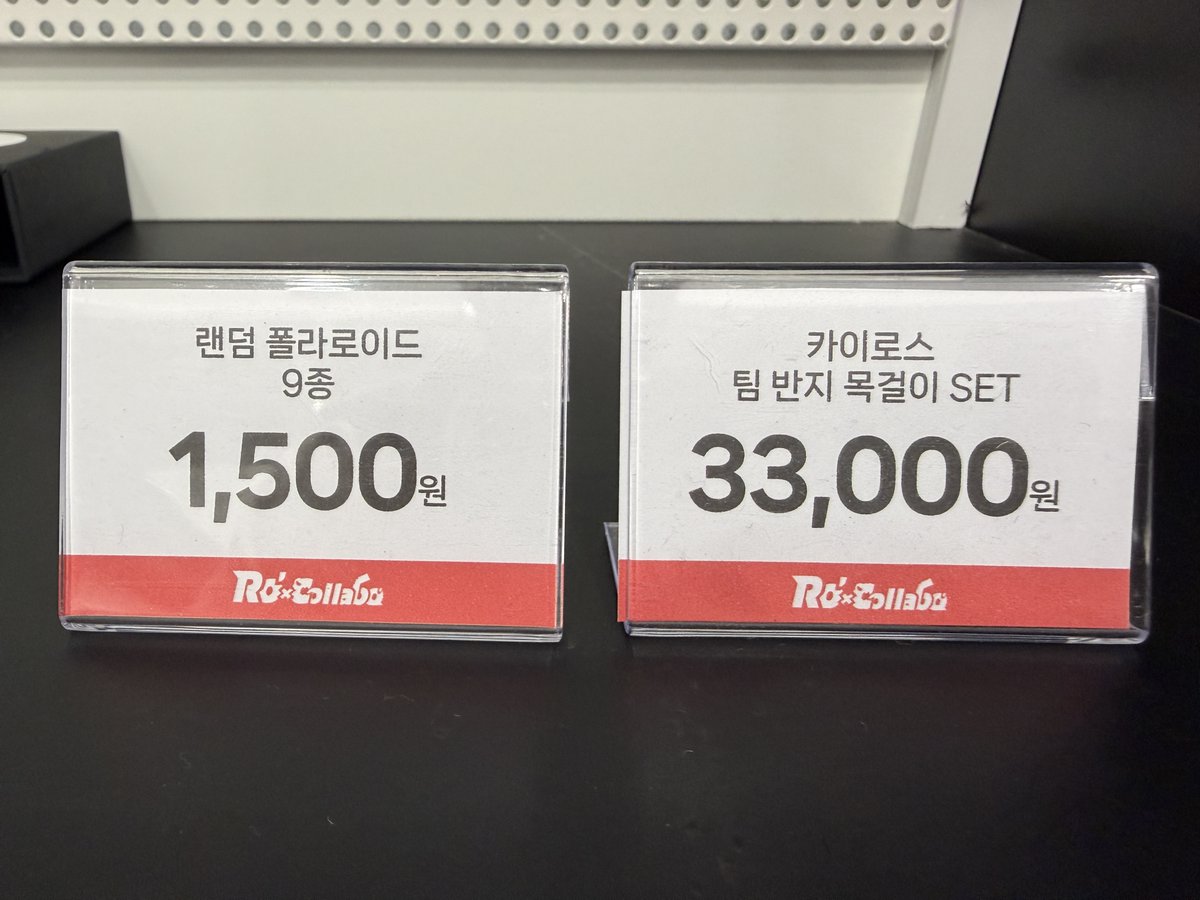 랜덤 폴라로이드
9종
1,500원
Ro×Collabo
카이로스
팀 반지 목걸이 SET
33,000원
Ro×Collabo